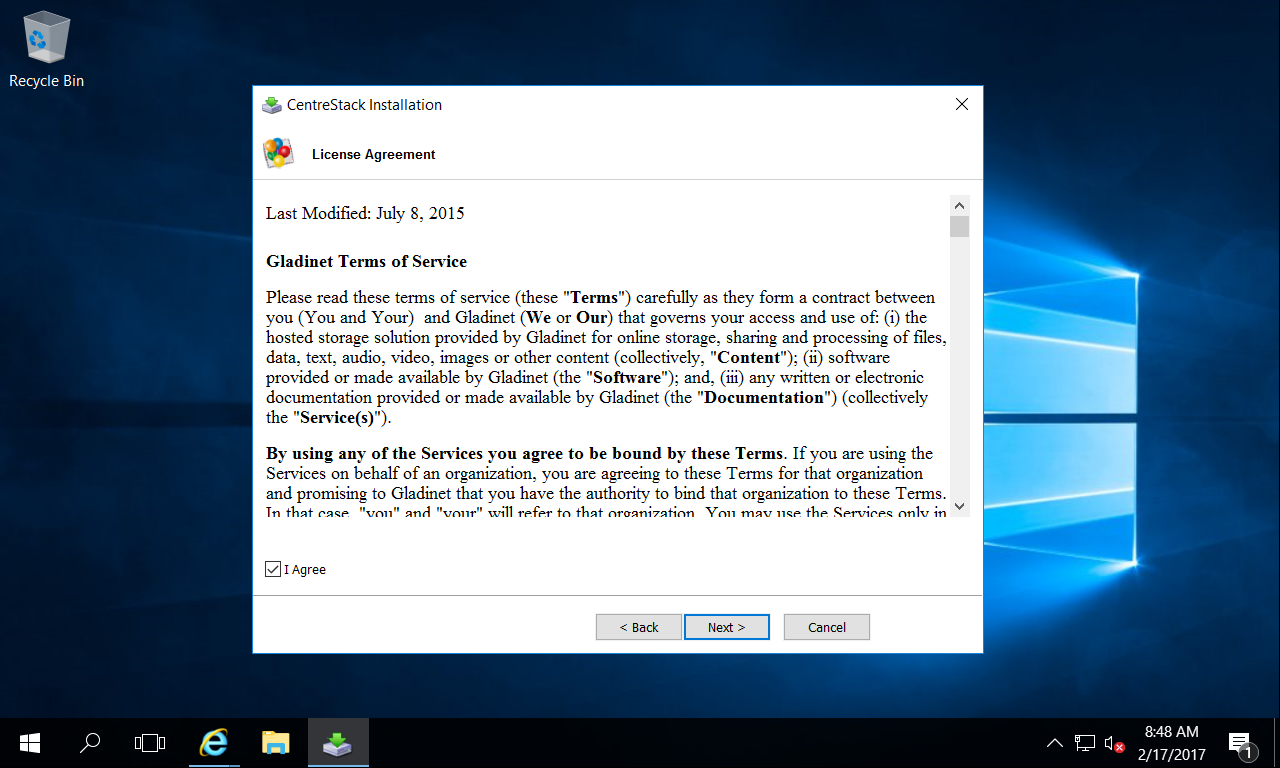 Recycle Bin
CentreStack Installation
License Agreement
Last Modified: July 8, 2015
Gladinet Terms of Service
Please read these terms of service (these "Terms") carefully as they form a contract between
you (You and Your)  and Gladinet (We or Our) that governs your access and use of: (i) the
hosted storage solution provided by Gladinet for online storage, sharing and processing of files,
data, text, audio, video, images or other content (collectively, "Content"); (ii) software
provided or made available by Gladinet (the "Software"); and, (iii) any written or electronic
documentation provided or made available by Gladinet (the "Documentation") (collectively
the "Service(s)").
By using any of the Services you agree to be bound by these Terms. If you are using the
Services on behalf of an organization, you are agreeing to these Terms for that organization
and promising to Gladinet that you have the authority to bind that organization to these Terms.
In that case, "you" and "your" will refer to that organization. You may use the Services only in
I Agree
< Back
Next >
Cancel
8:48 AM
2/17/2017
1